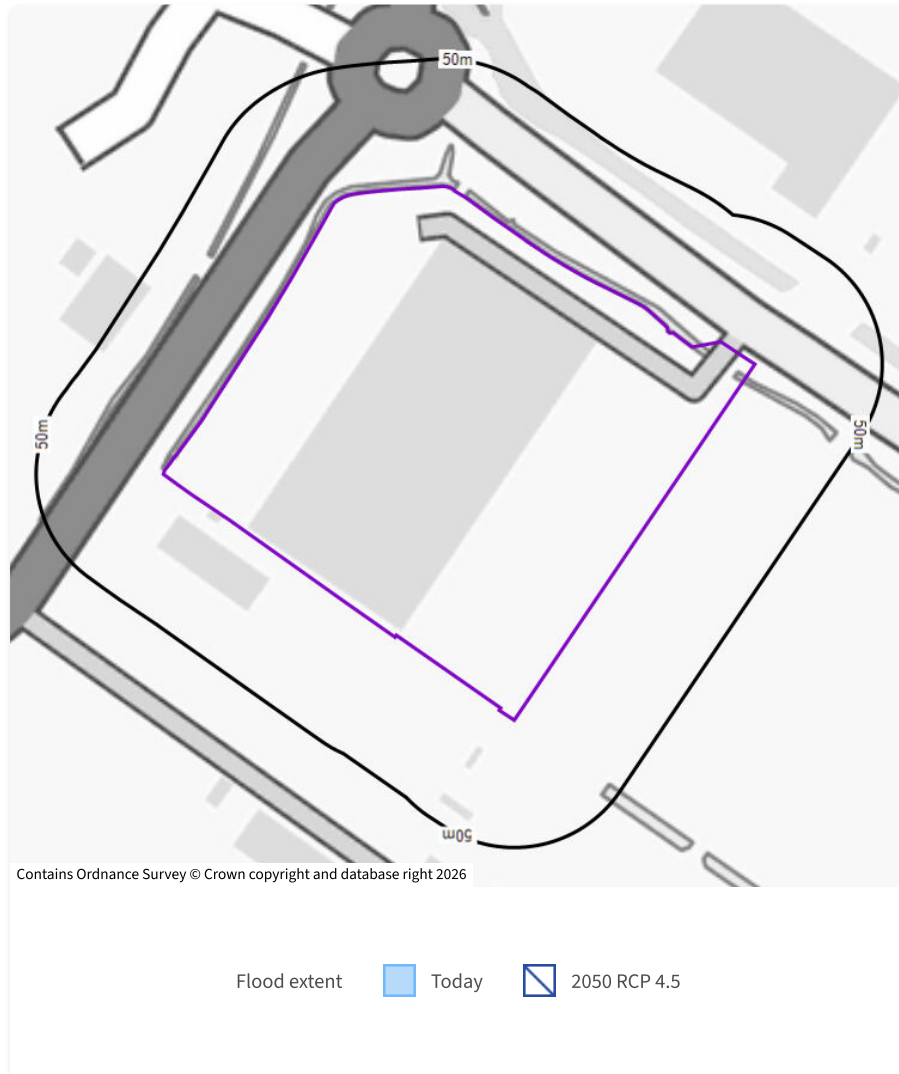 50m
50m
50m
50m
Contains Ordnance Survey © Crown copyright and database right 2026
Flood extent Today 2050 RCP 4.5